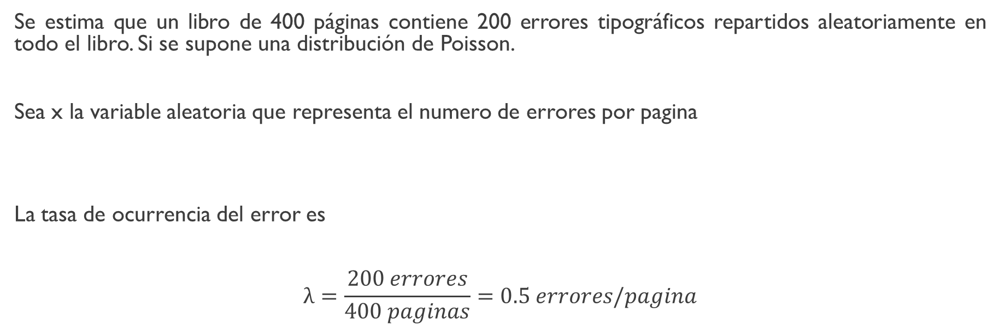 Se estima que un libro de 400 páginas contiene 200 errores tipográficos repartidos aleatoriamente en
todo el libro. Si se supone una distribución de Poisson.
Sea x la variable aleatoria que representa el numero de errores por pagina
La tasa de ocurrencia del error es
λ = 200 errores / 400 paginas = 0.5 errores/pagina